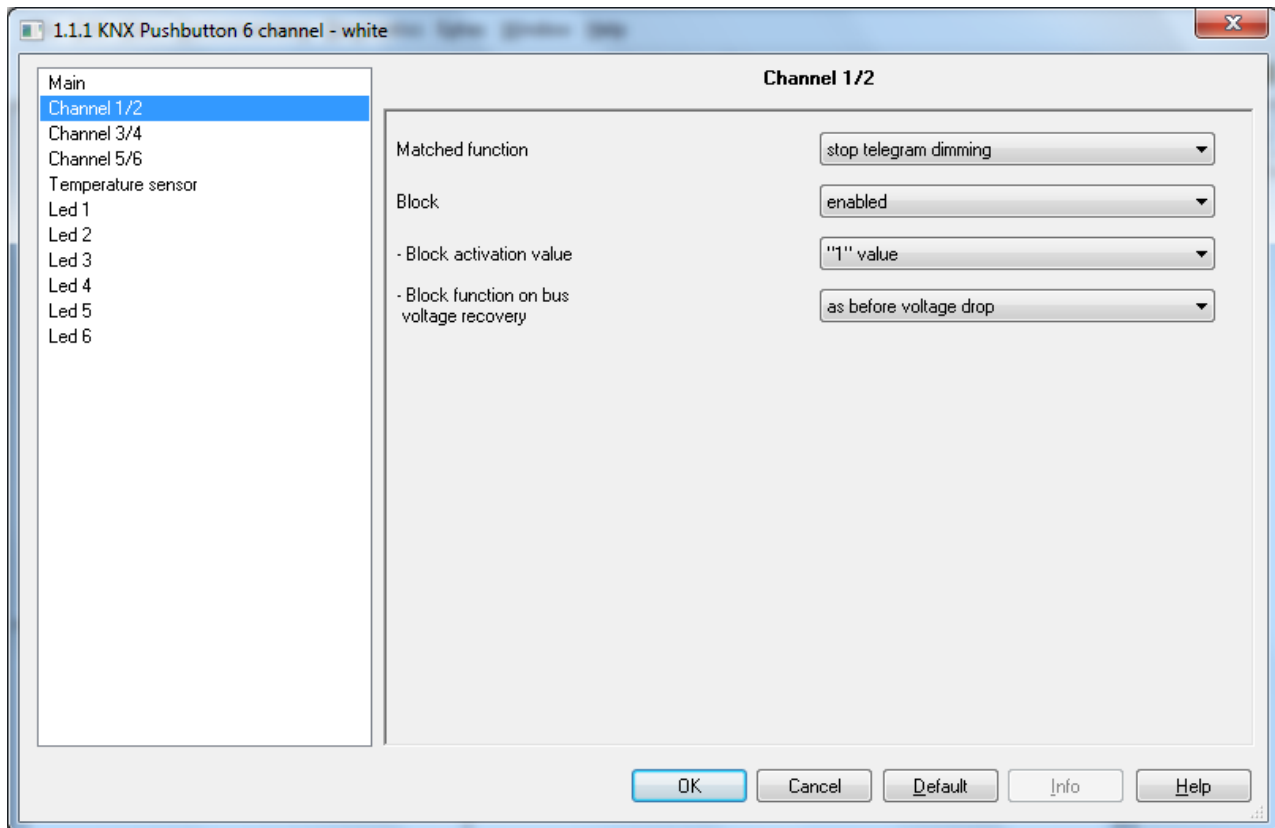 1.1.1 KNX Pushbutton 6 channel - white
Main
Channel 1/2
Channel 3/4
Channel 5/6
Temperature sensor
Led 1
Led 2
Led 3
Led 4
Led 5
Led 6
Channel 1/2
Matched function
stop telegram dimming
Block
enabled
- Block activation value
"1" value
- Block function on bus
voltage recovery
as before voltage drop
OK
Cancel
Default
Info
Help